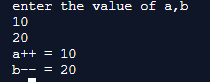 enter the value of a,b
10
20
a++ = 10
b-- = 20